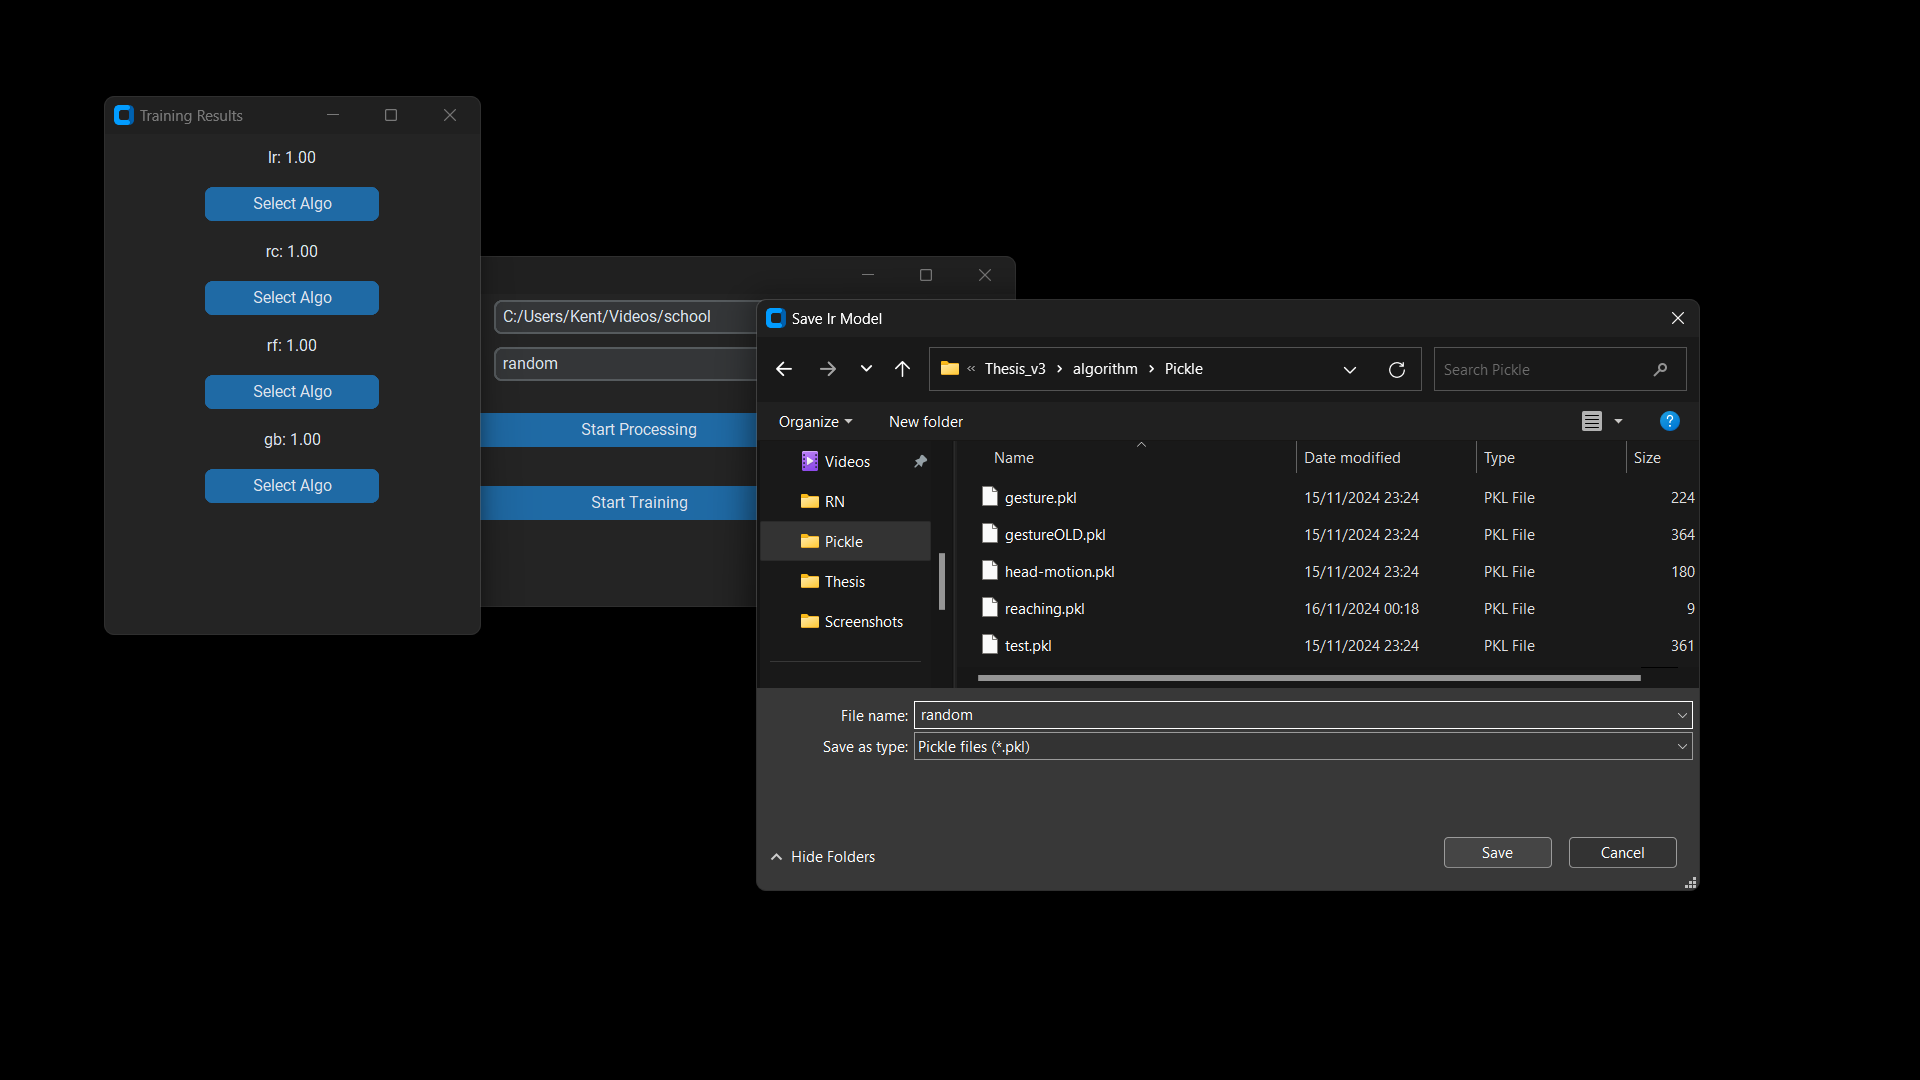 Training Results
lr: 1.00
Select Algo
rc: 1.00
Select Algo
rf: 1.00
Select Algo
gb: 1.00
Select Algo
C:/Users/Kent/Videos/school
random
Start Processing
Start Training
Save lr Model
« Thesis_v3 › algorithm › Pickle
Search Pickle
Organize New folder
?
Videos
RN
Pickle
Thesis
Screenshots
Name Date modified Type Size
gesture.pkl 15/11/2024 23:24 PKL File 224
gestureOLD.pkl 15/11/2024 23:24 PKL File 364
head-motion.pkl 15/11/2024 23:24 PKL File 180
reaching.pkl 16/11/2024 00:18 PKL File 9
test.pkl 15/11/2024 23:24 PKL File 361
File name: random
Save as type: Pickle files (*.pkl)
Hide Folders
Save Cancel